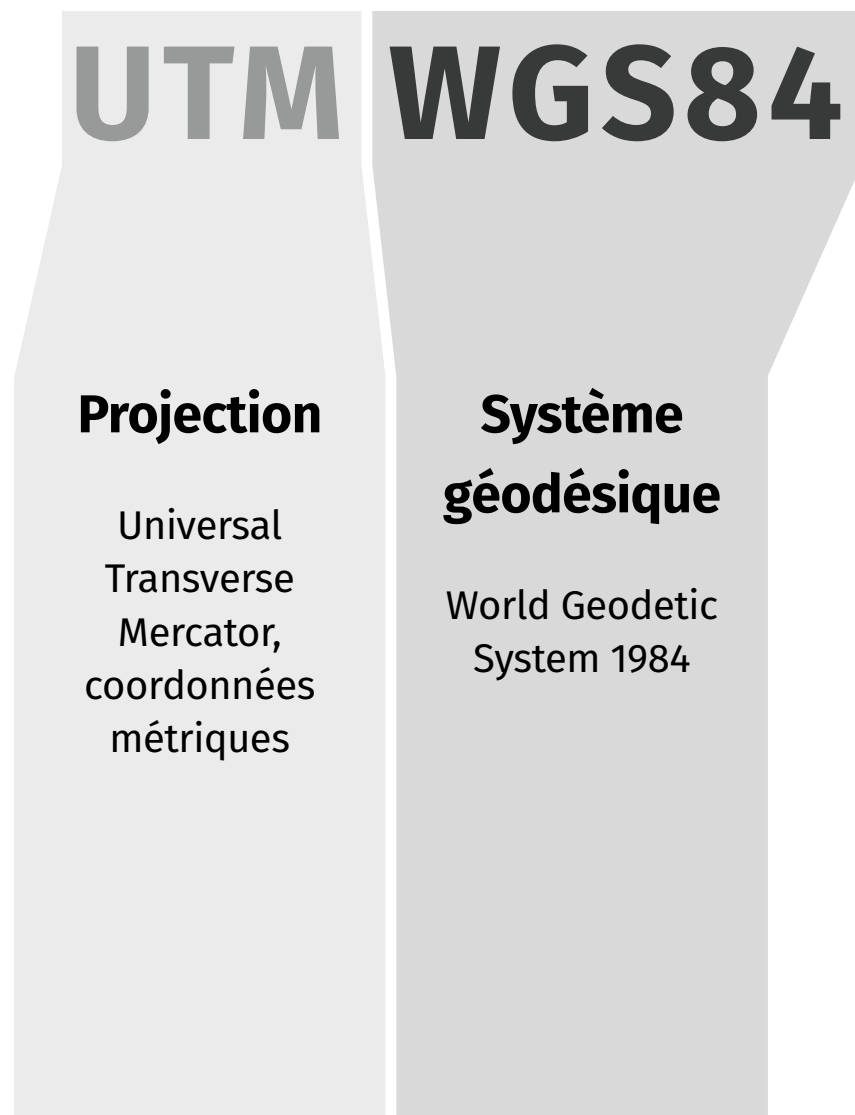 UTM WGS84
Projection
Universal
Transverse
Mercator,
coordonnées
métriques
Système
géodésique
World Geodetic
System 1984